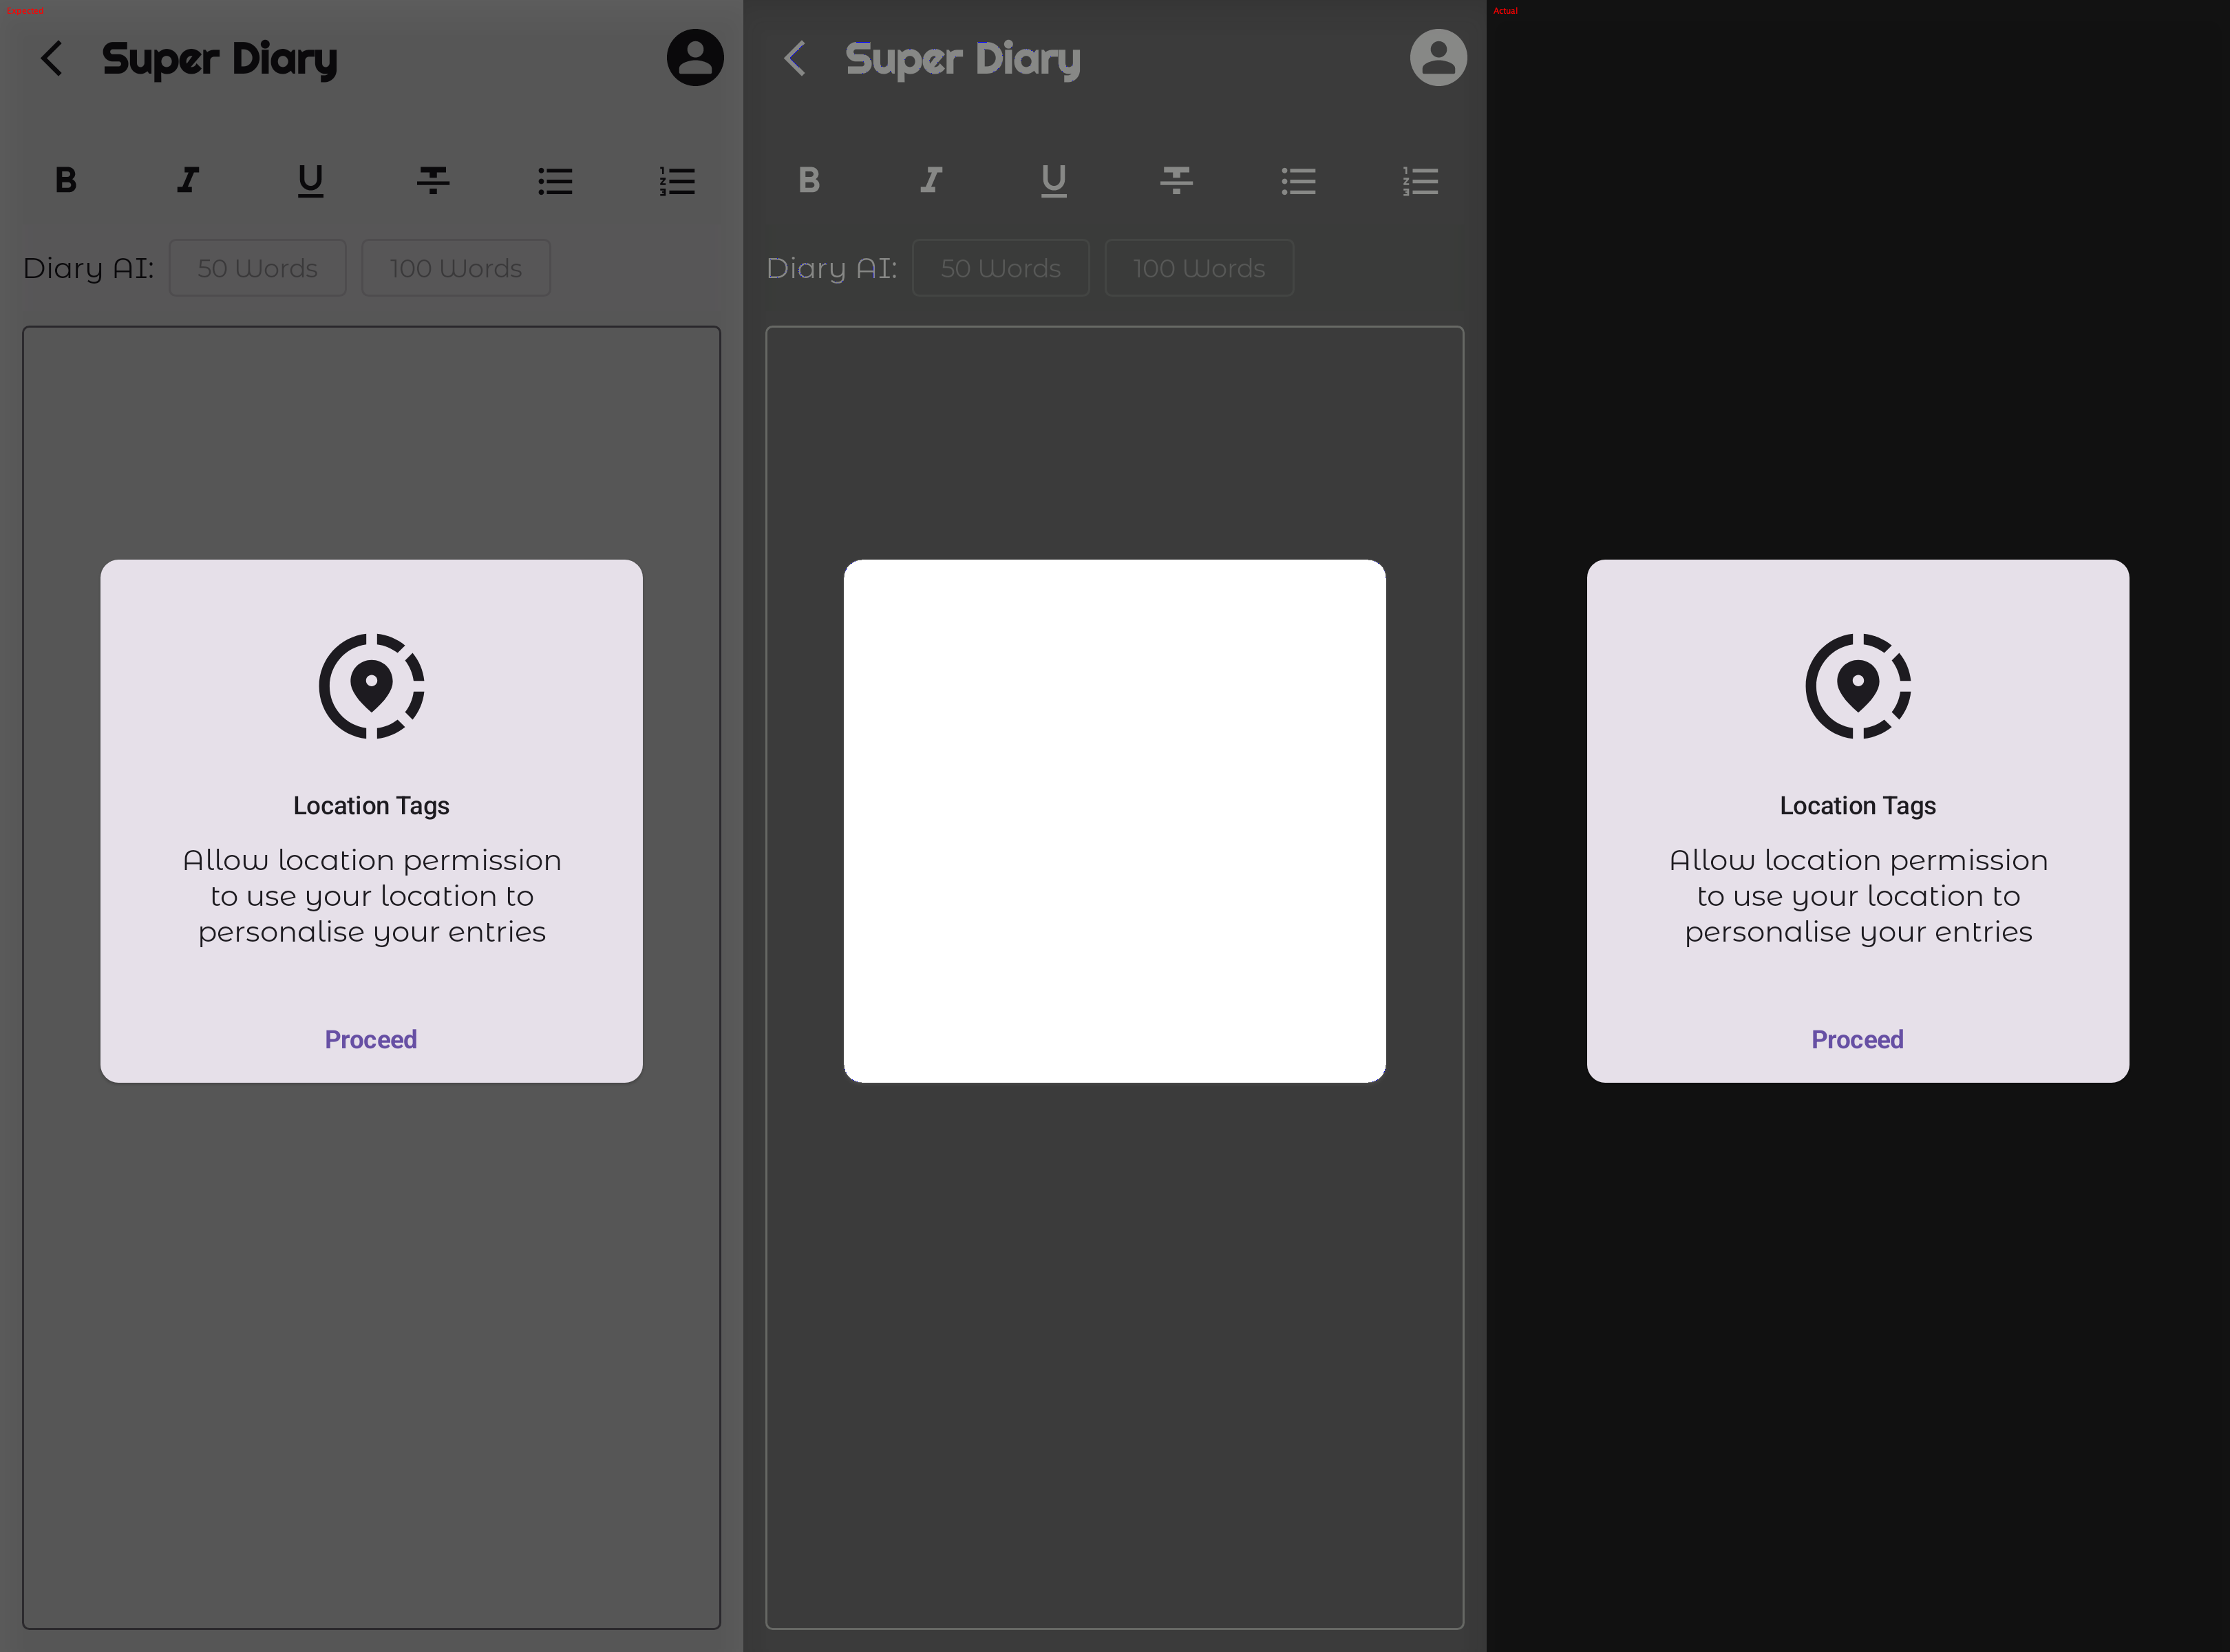 Expected
Super Diary
B I U
Diary AI: 50 Words 100 Words
Location Tags
Allow location permission
to use your location to
personalise your entries
Proceed
Super Diary
B I U
Diary AI: 50 Words 100 Words
Actual
Location Tags
Allow location permission
to use your location to
personalise your entries
Proceed